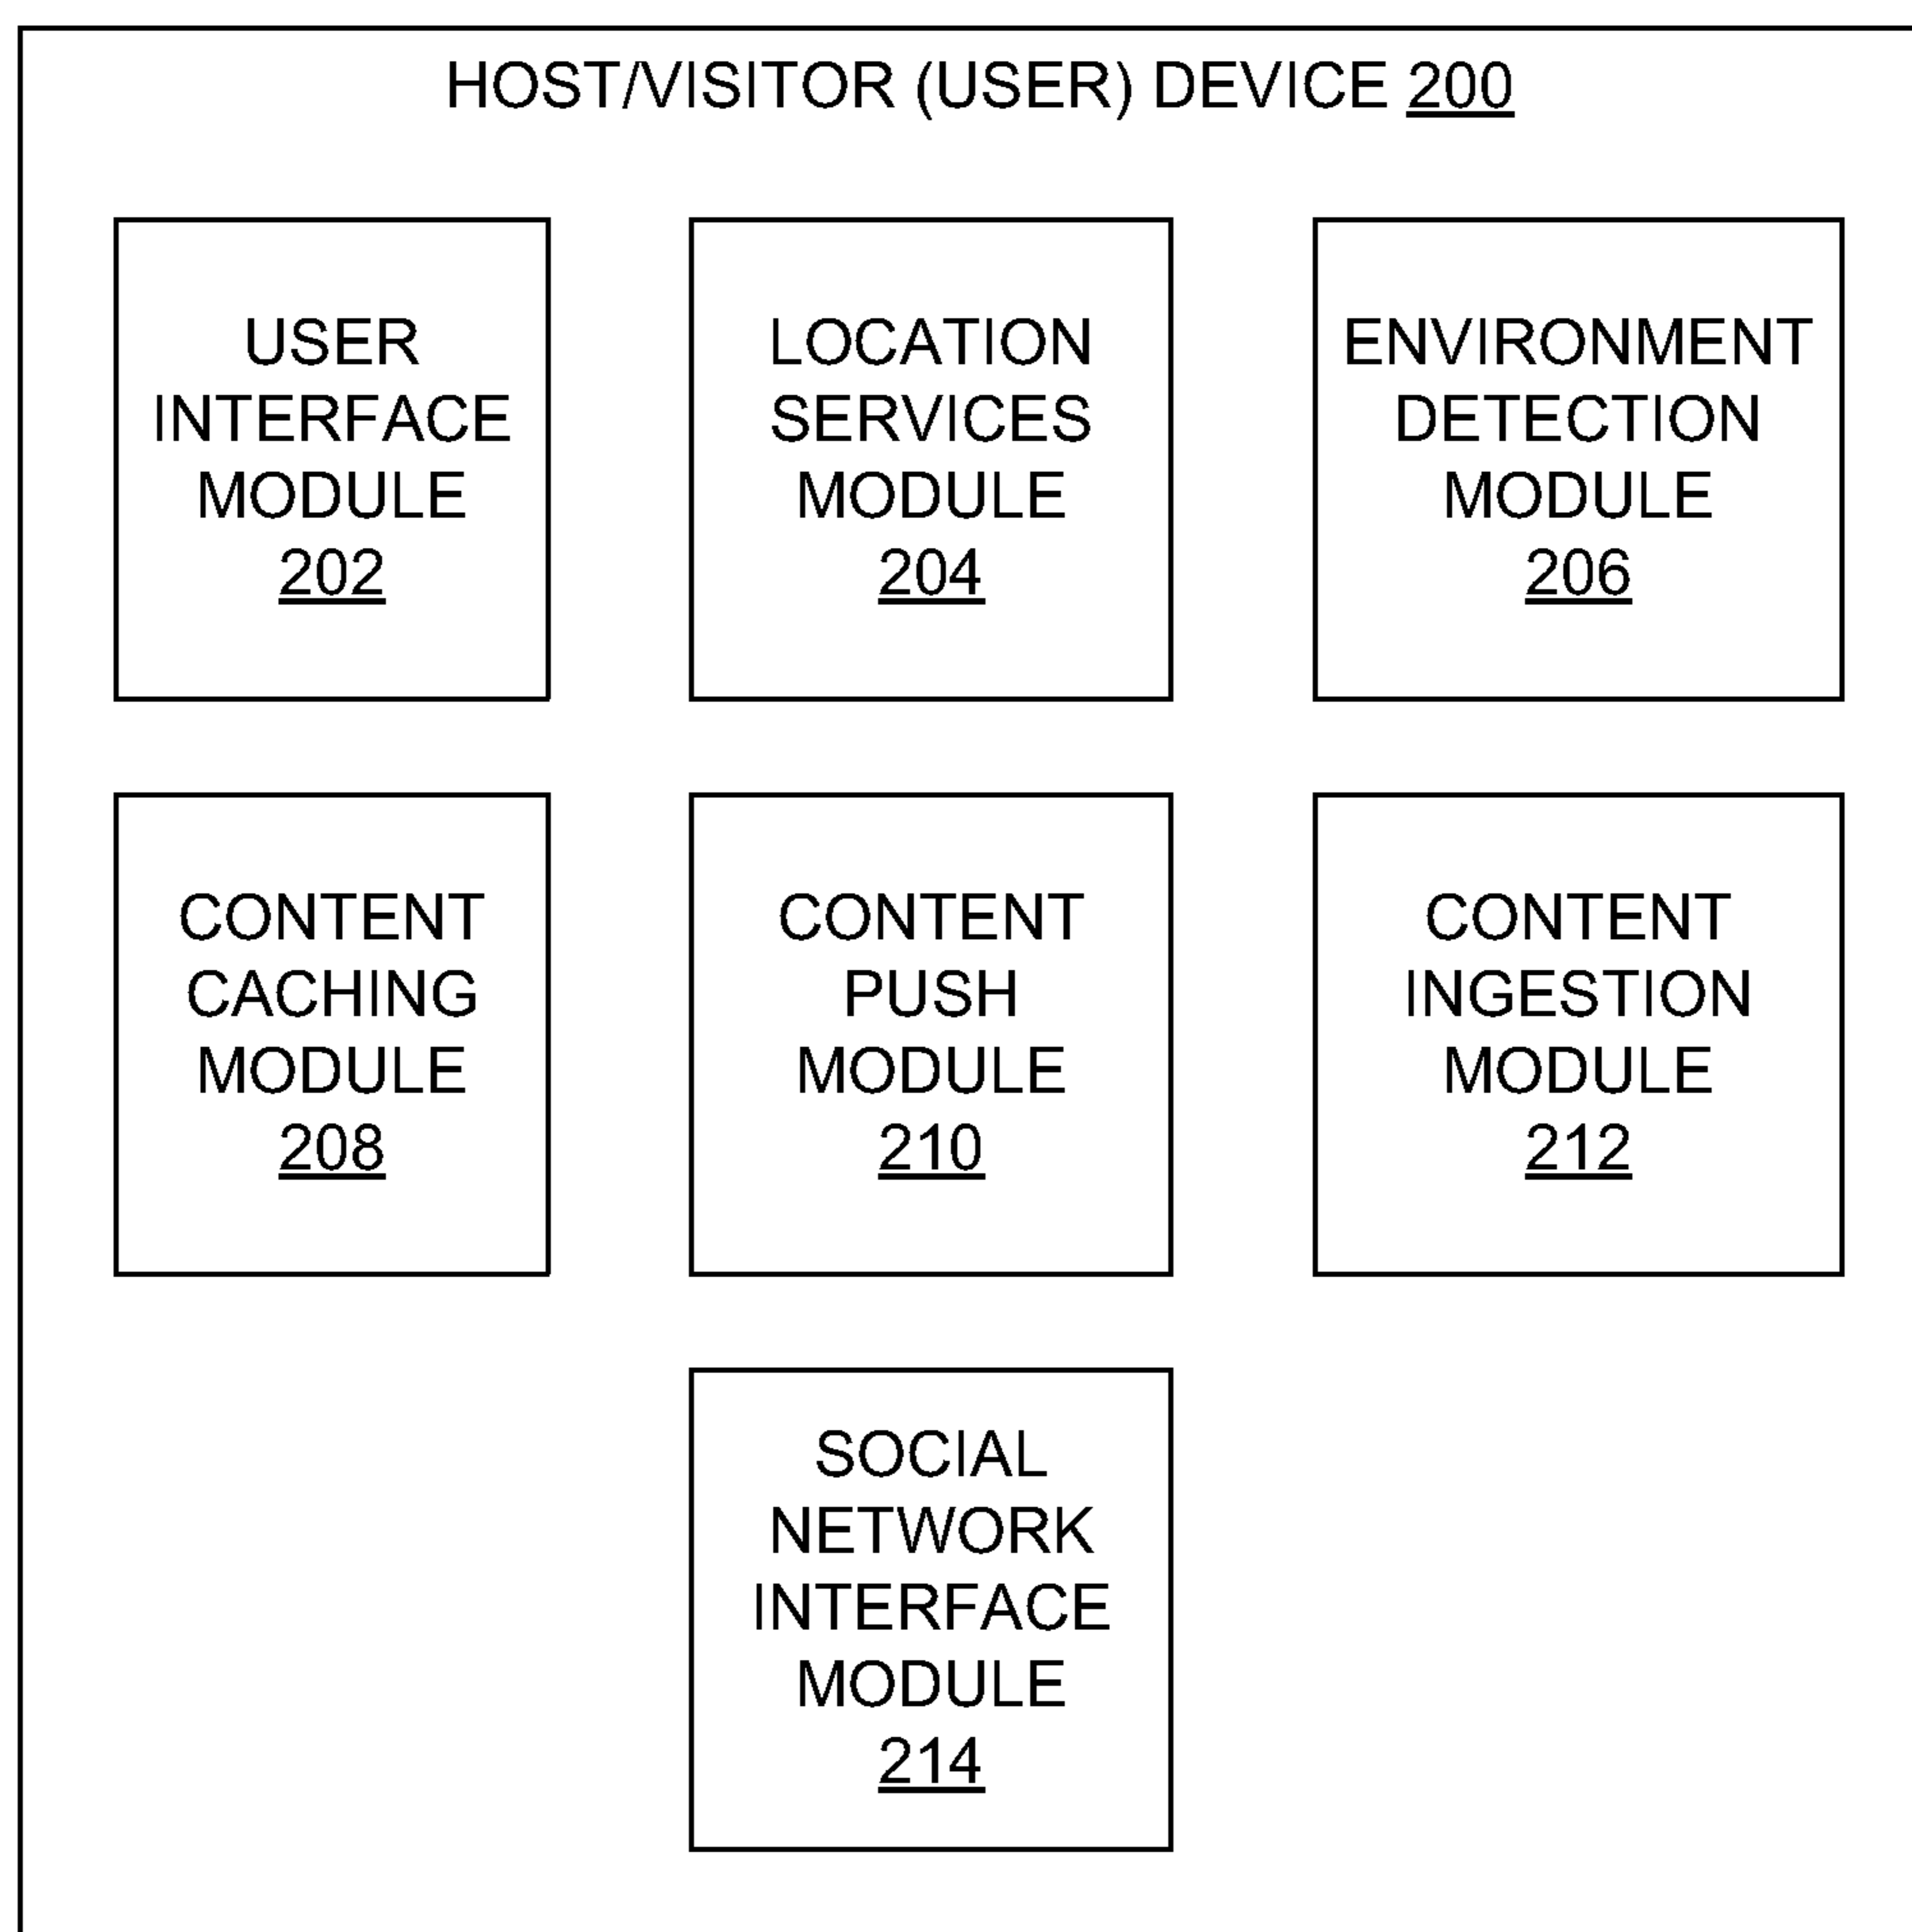 HOST/VISITOR (USER) DEVICE 200
USER
INTERFACE
MODULE
202
LOCATION
SERVICES
MODULE
204
ENVIRONMENT
DETECTION
MODULE
206
CONTENT
CACHING
MODULE
208
CONTENT
PUSH
MODULE
210
CONTENT
INGESTION
MODULE
212
SOCIAL
NETWORK
INTERFACE
MODULE
214